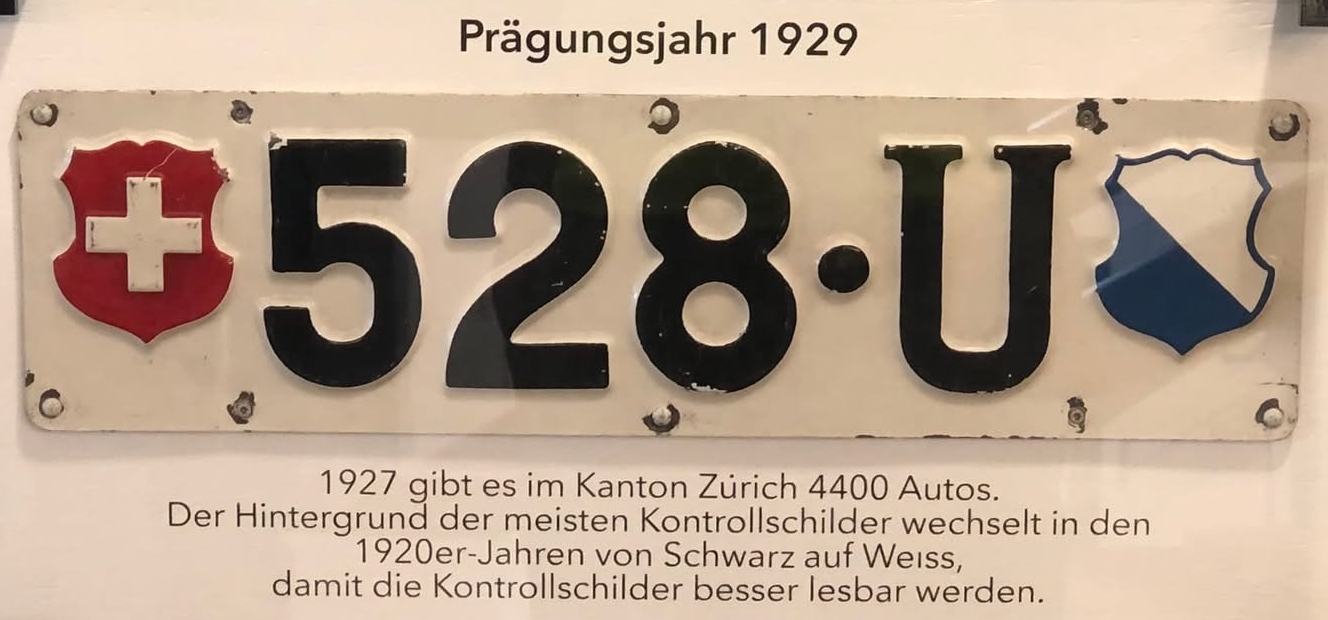 Prägungsjahr 1929
528·U
1927 gibt es im Kanton Zürich 4400 Autos.
Der Hintergrund der meisten Kontrollschilder wechselt in den
1920er-Jahren von Schwarz auf Weiss,
damit die Kontrollschilder besser lesbar werden.